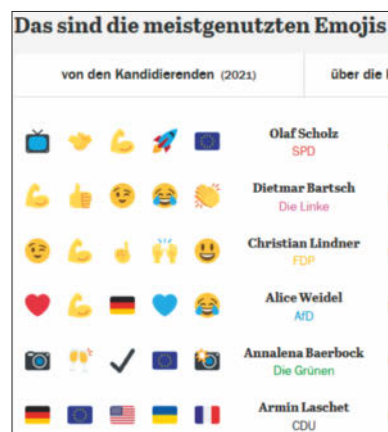 Das sind die meistgenutzten Emojis
von den Kandidierenden (2021)
über die
Olaf Scholz
SPD
Dietmar Bartsch
Die Linke
Christian Lindner
FDP
Alice Weidel
AfD
Annalena Baerbock
Die Grünen
Armin Laschet
CDU